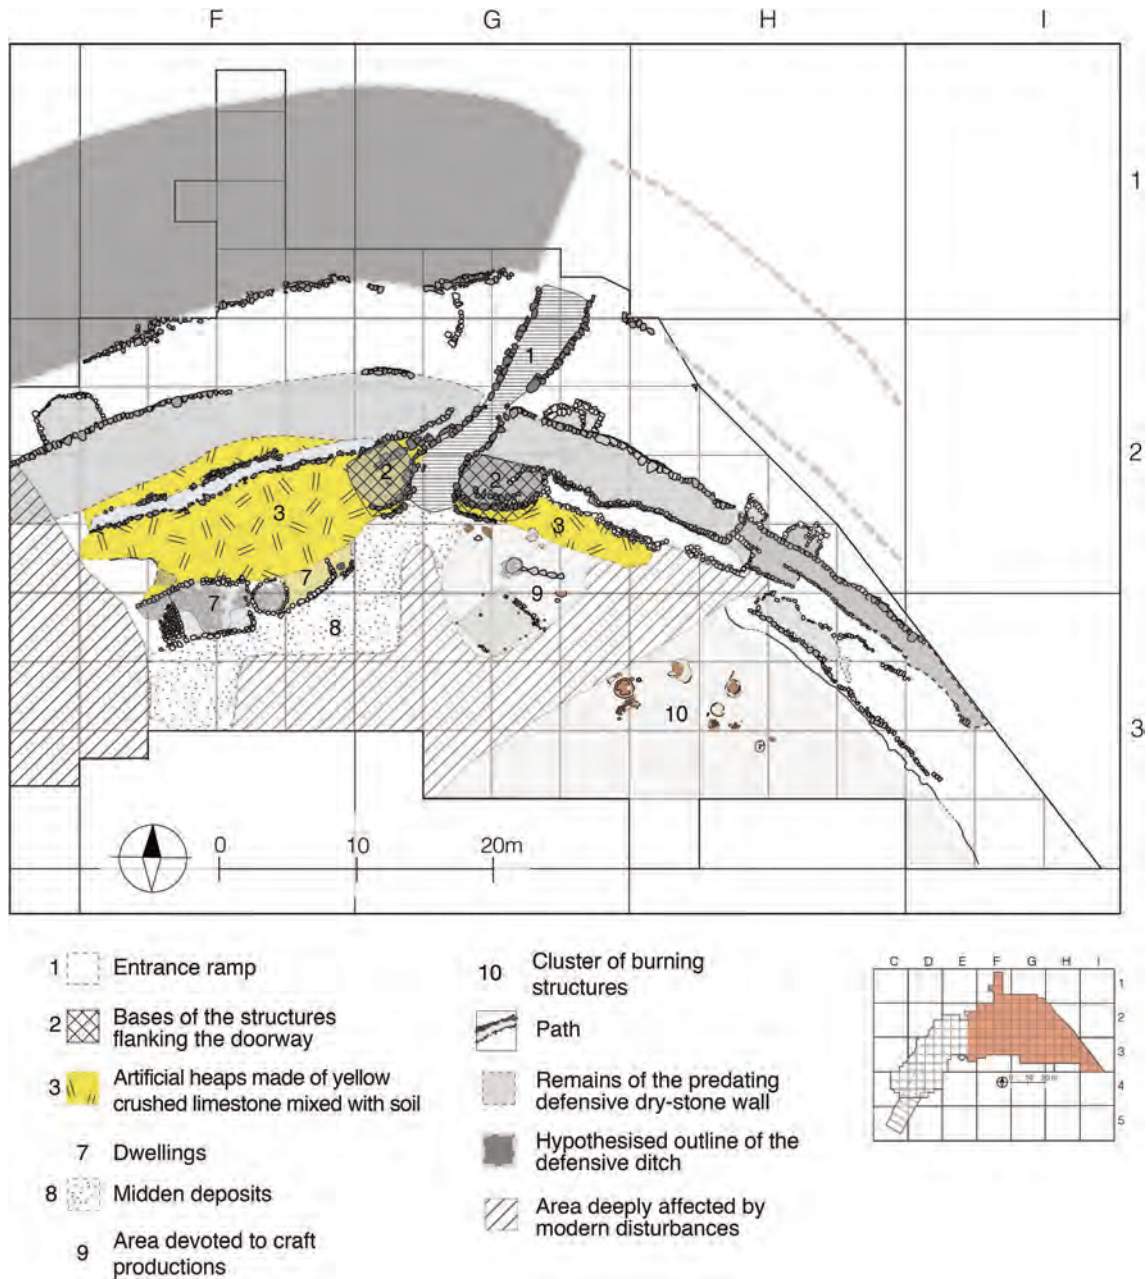 F G H I
1
1
2
2
2
3
3
7
7
9
8
10
3
0 10 20m
1 Entrance ramp
2 Bases of the structures
flanking the doorway
3 Artificial heaps made of yellow
crushed limestone mixed with soil
7 Dwellings
8 Midden deposits
9 Area devoted to craft
productions
10 Cluster of burning
structures
Path
Remains of the predating
defensive dry-stone wall
Hypothesised outline of the
defensive ditch
Area deeply affected by
modern disturbances
C D E F G H I
1
2
3
4
5